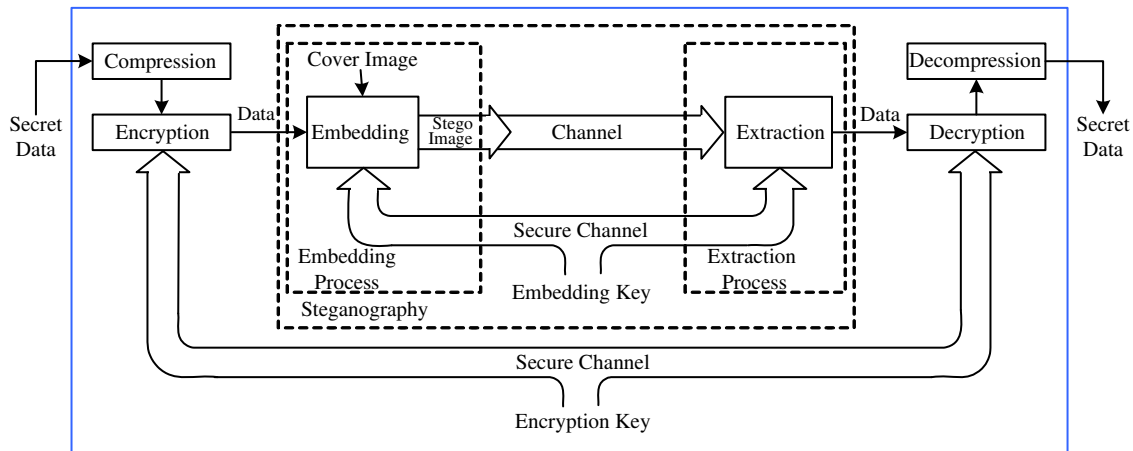 Compression
Secret
Data
Encryption
Data
Cover Image
Embedding
Stego
Image
Channel
Extraction
Data
Decompression
Decryption
Secret
Data
Secure Channel
Embedding
Process
Extraction
Process
Embedding Key
Steganography
Secure Channel
Encryption Key